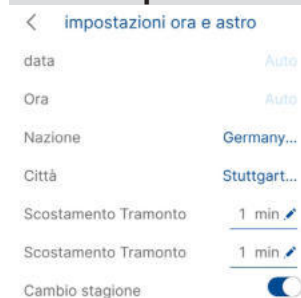 impostazioni ora e astro
data Auto
Ora Auto
Nazione Germany...
Città Stuttgart...
Scostamento Tramonto 1 min
Scostamento Tramonto 1 min
Cambio stagione